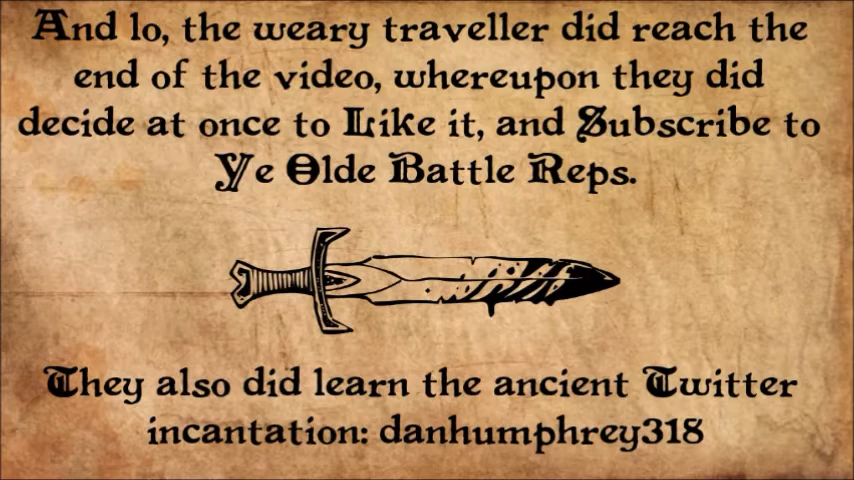 And lo, the weary traveller did reach the
end of the video, whereupon they did
decide at once to Like it, and Subscribe to
Ye Olde Battle Reps.
They also did learn the ancient Twitter
incantation: danhumphrey318